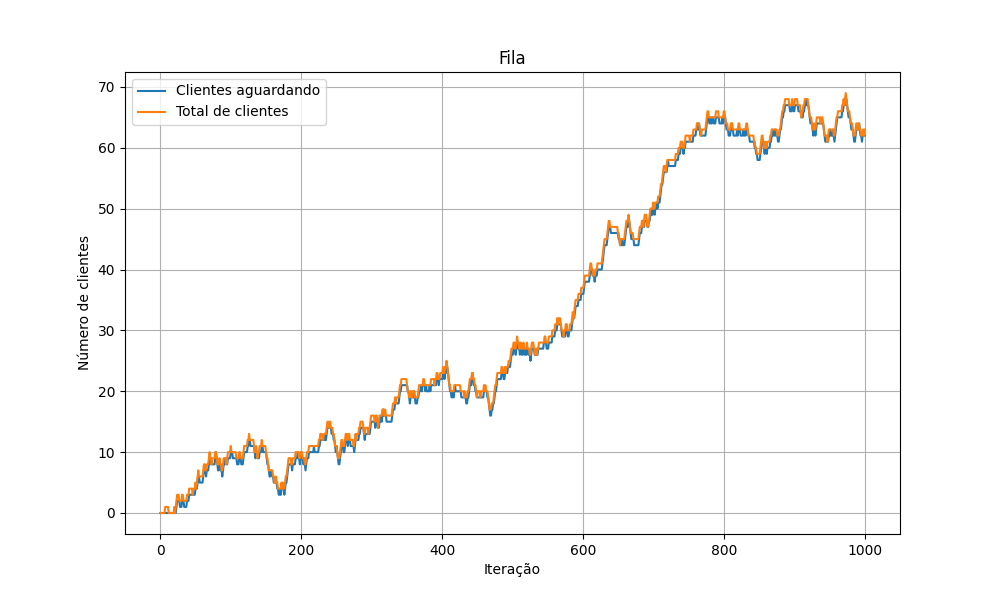 Fila
Clientes aguardando
Total de clientes
Número de clientes
70
60
50
40
30
20
10
0
0 200 400 600 800 1000
Iteração